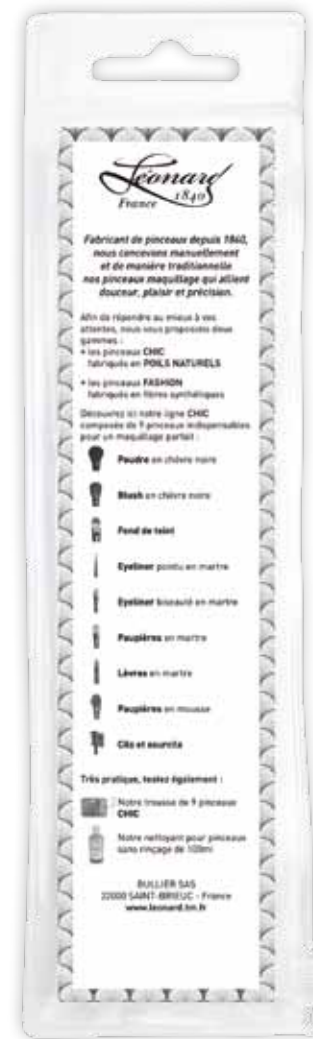 Léonard
France 1840
Fabricant de pinceaux depuis 1840,
nous concevons manuellement
et de manière traditionnelle
nos pinceaux maquillage qui allient
douceur, plaisir et précision.
Afin de répondre au mieux à vos
attentes, nous vous proposons deux
gammes :
• les pinceaux CHIC
fabriqués en POILS NATURELS
• les pinceaux FASHION
fabriqués en fibres synthétiques
Découvrez ici notre ligne CHIC
composée de 9 pinceaux indispensables
pour un maquillage parfait :
Poudre en chèvre noire
Blush en chèvre noire
Fond de teint
Eyeliner pointu en martre
Eyeliner biseauté en martre
Paupières en martre
Lèvres en martre
Paupières en mousse
Cils et sourcils
Très pratique, testez également :
Notre trousse de 9 pinceaux
CHIC
Notre nettoyant pour pinceaux
sans rinçage de 100ml
BULLIER SAS
22000 SAINT-BRIEUC - France
www.leonard.tm.fr